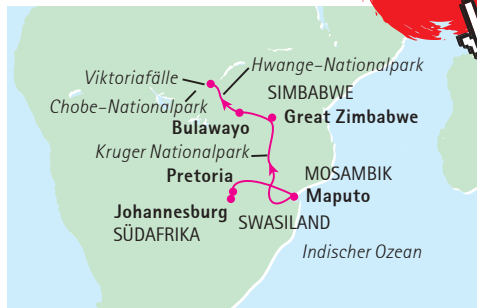 Hwange-Nationalpark
Viktoriafälle
SIMBABWE
Chobe-Nationalpark
Great Zimbabwe
Bulawayo
Kruger Nationalpark
MOSAMBIK
Pretoria
Maputo
Johannesburg
SWASILAND
SÜDAFRIKA
Indischer Ozean